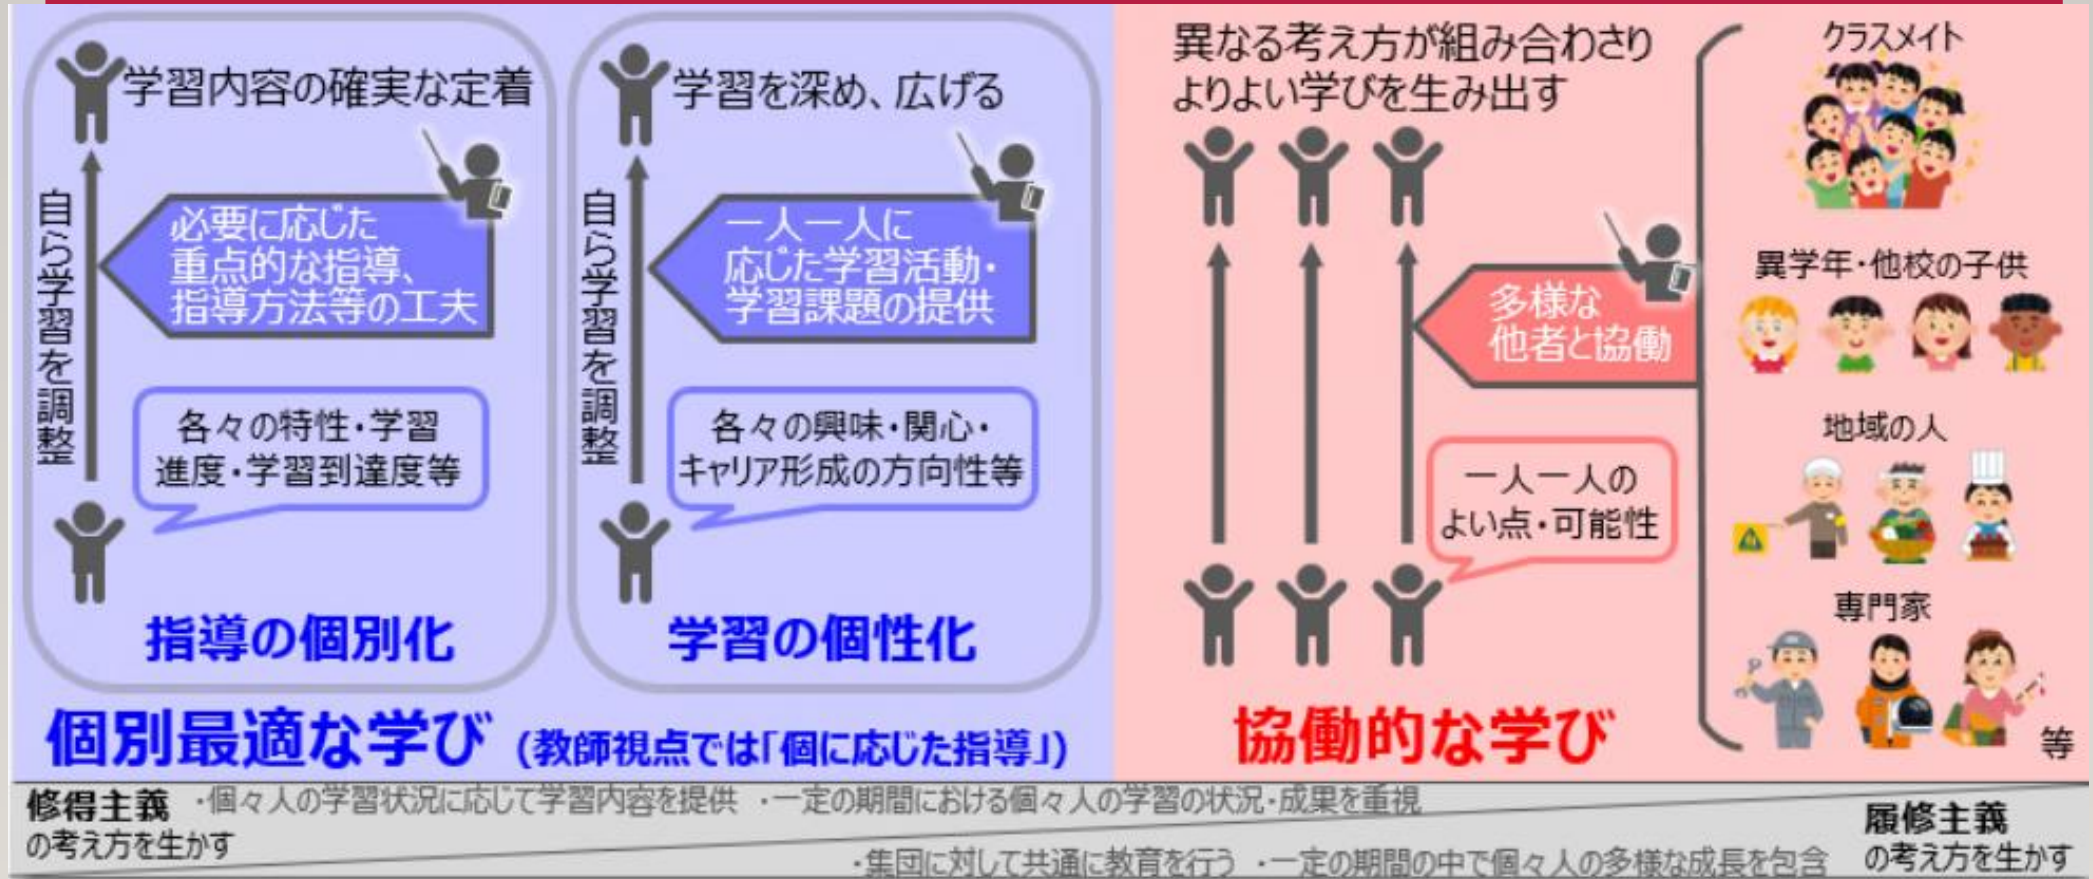 学習内容の確実な定着
自ら学習を調整
必要に応じた
重点的な指導、
指導方法等の工夫
各々の特性・学習
進度・学習到達度等
指導の個別化
学習を深め、広げる
自ら学習を調整
一人一人に
応じた学習活動・
学習課題の提供
各々の興味・関心・
キャリア形成の方向性等
学習の個性化
個別最適な学び (教師視点では「個に応じた指導」)
異なる考え方が組み合わさり
よりよい学びを生み出す
多様な
他者と協働
一人一人の
よい点・可能性
協働的な学び
クラスメイト
異学年・他校の子供
地域の人
専門家
等
修得主義
の考え方を生かす
・個々人の学習状況に応じて学習内容を提供 ・一定の期間における個々人の学習の状況・成果を重視
・集団に対して共通に教育を行う ・一定の期間の中で個々人の多様な成長を包含
履修主義
の考え方を生かす